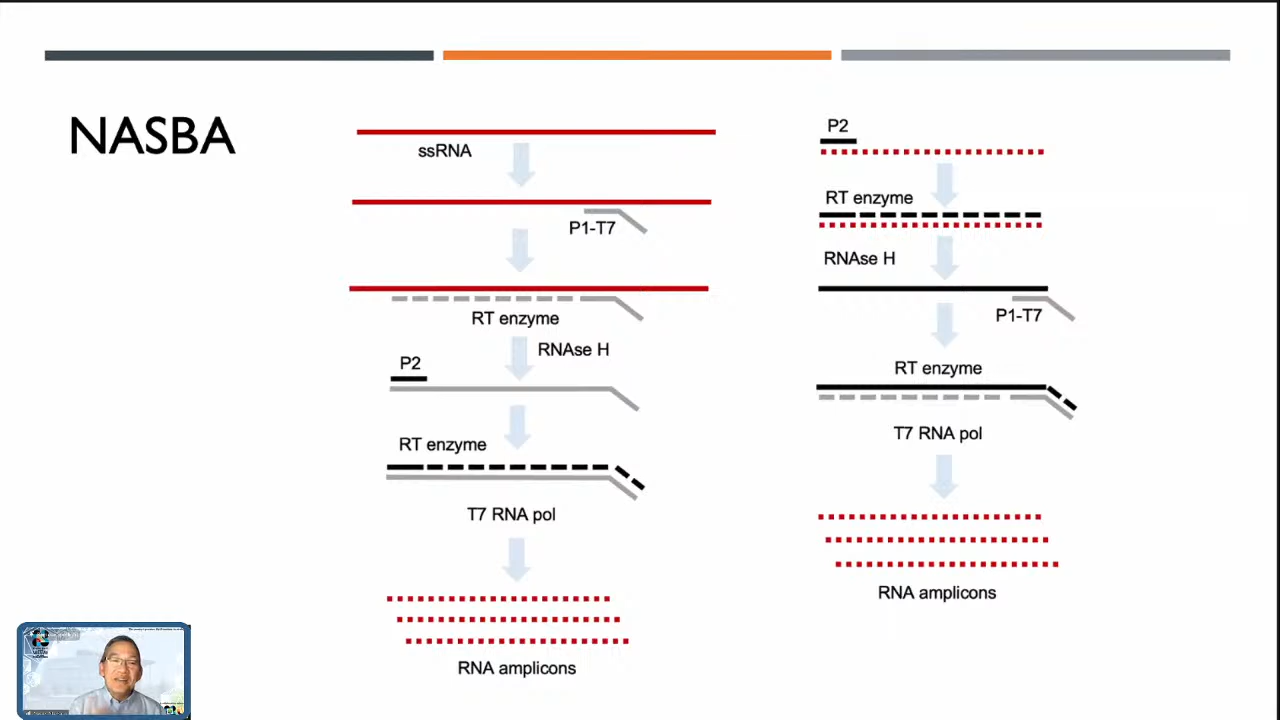 NASBA
ssRNA
P1-T7
RT enzyme
RNAse H
P2
RT enzyme
T7 RNA pol
RNA amplicons
P2
RT enzyme
RNAse H
P1-T7
RT enzyme
T7 RNA pol
RNA amplicons